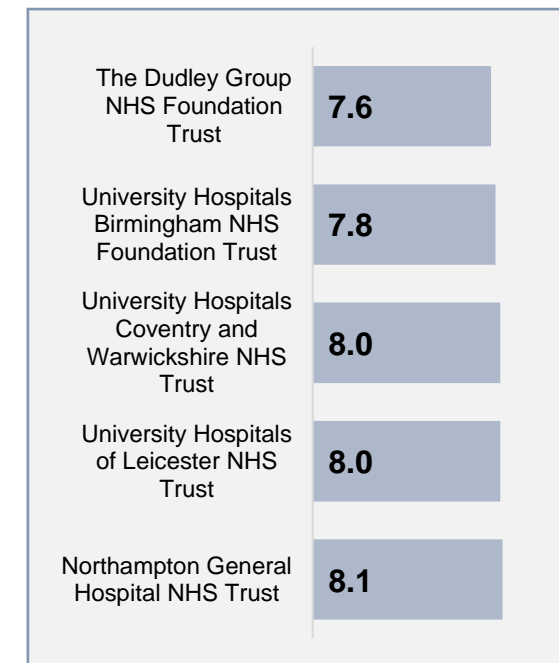 The Dudley Group
NHS Foundation
Trust
7.6
University Hospitals
Birmingham NHS
Foundation Trust
7.8
University Hospitals
Coventry and
Warwickshire NHS
Trust
8.0
University Hospitals
of Leicester NHS
Trust
8.0
Northampton General
Hospital NHS Trust
8.1